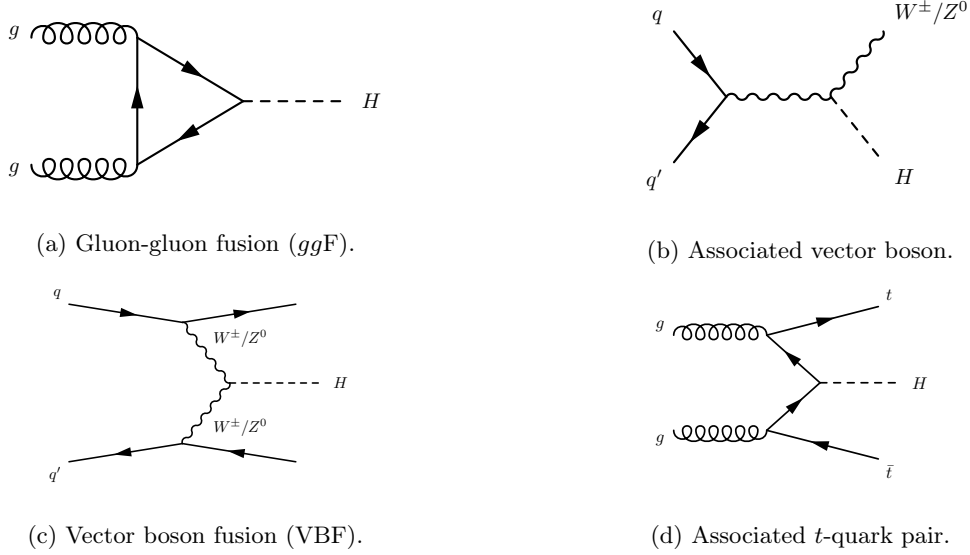 g
g
H
(a) Gluon-gluon fusion (ggF).
q
q′
W±/Z0
H
(b) Associated vector boson.
q
q′
W±/Z0
W±/Z0
H
(c) Vector boson fusion (VBF).
g
g
t
H
t̄
(d) Associated t-quark pair.